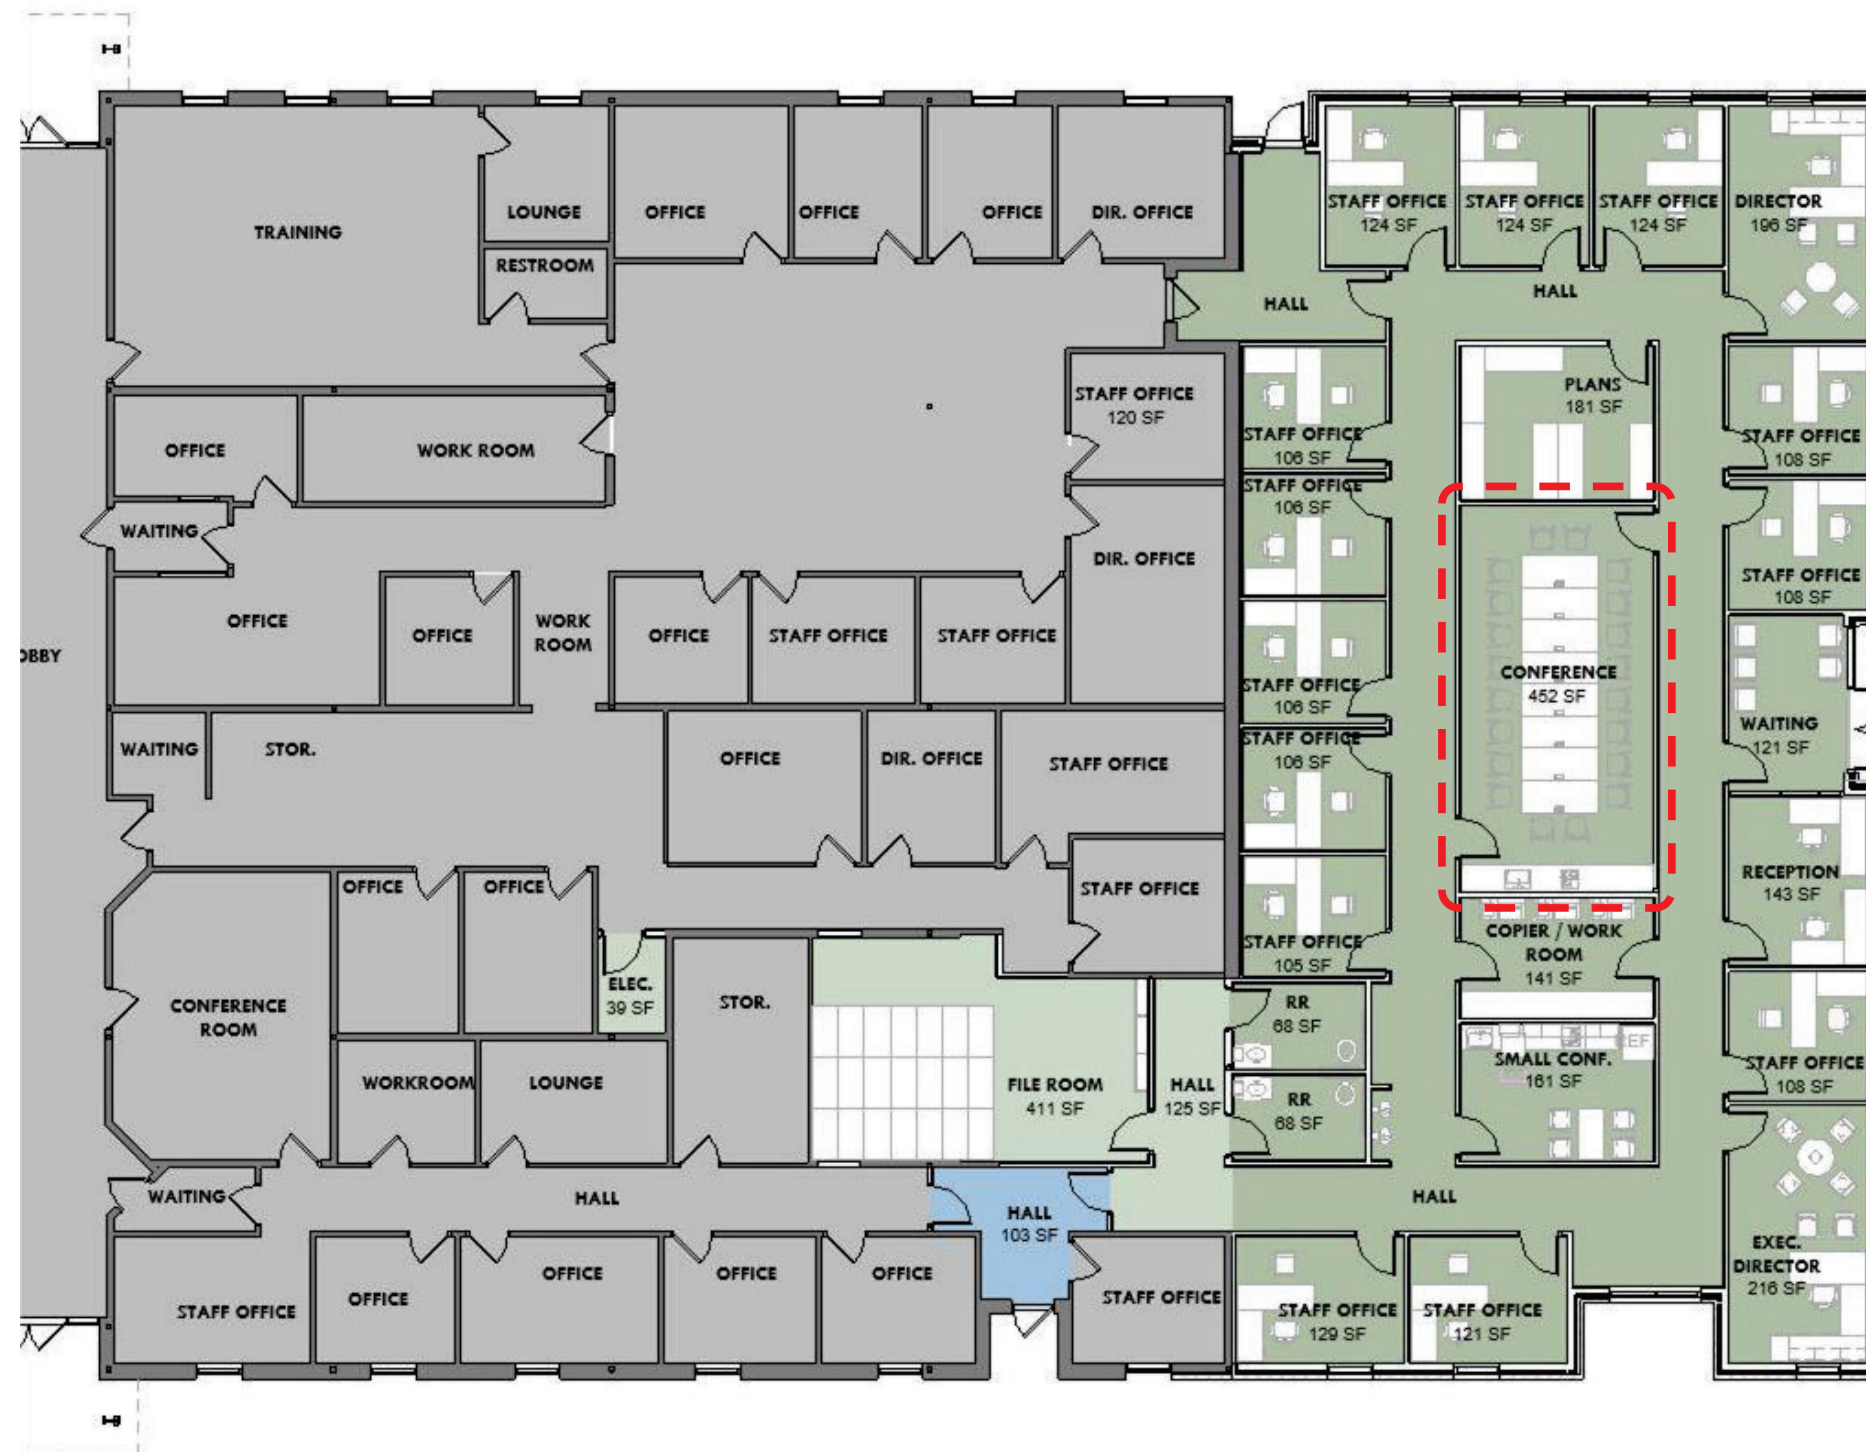 STAFF OFFICE
124 SF
STAFF OFFICE
124 SF
STAFF OFFICE
124 SF
DIRECTOR
196 SF
LOUNGE
OFFICE
OFFICE
OFFICE
DIR. OFFICE
TRAINING
RESTROOM
HALL
HALL
STAFF OFFICE
120 SF
PLANS
181 SF
OFFICE
WORK ROOM
STAFF OFFICE
106 SF
STAFF OFFICE
108 SF
STAFF OFFICE
106 SF
WAITING
DIR. OFFICE
STAFF OFFICE
108 SF
OFFICE
OFFICE
WORK
ROOM
OFFICE
STAFF OFFICE
STAFF OFFICE
OBBY
STAFF OFFICE
106 SF
CONFERENCE
452 SF
WAITING
121 SF
WAITING
STOR.
OFFICE
DIR. OFFICE
STAFF OFFICE
STAFF OFFICE
106 SF
OFFICE
OFFICE
STAFF OFFICE
RECEPTION
143 SF
STAFF OFFICE
105 SF
COPIER / WORK
ROOM
141 SF
ELEC.
39 SF
CONFERENCE
ROOM
STOR.
RR
68 SF
REF
SMALL CONF.
161 SF
STAFF OFFICE
108 SF
WORKROOM
LOUNGE
FILE ROOM
411 SF
HALL
125 SF
RR
68 SF
WAITING
HALL
HALL
103 SF
HALL
EXEC.
DIRECTOR
216 SF
STAFF OFFICE
OFFICE
OFFICE
OFFICE
OFFICE
STAFF OFFICE
STAFF OFFICE
129 SF
STAFF OFFICE
121 SF